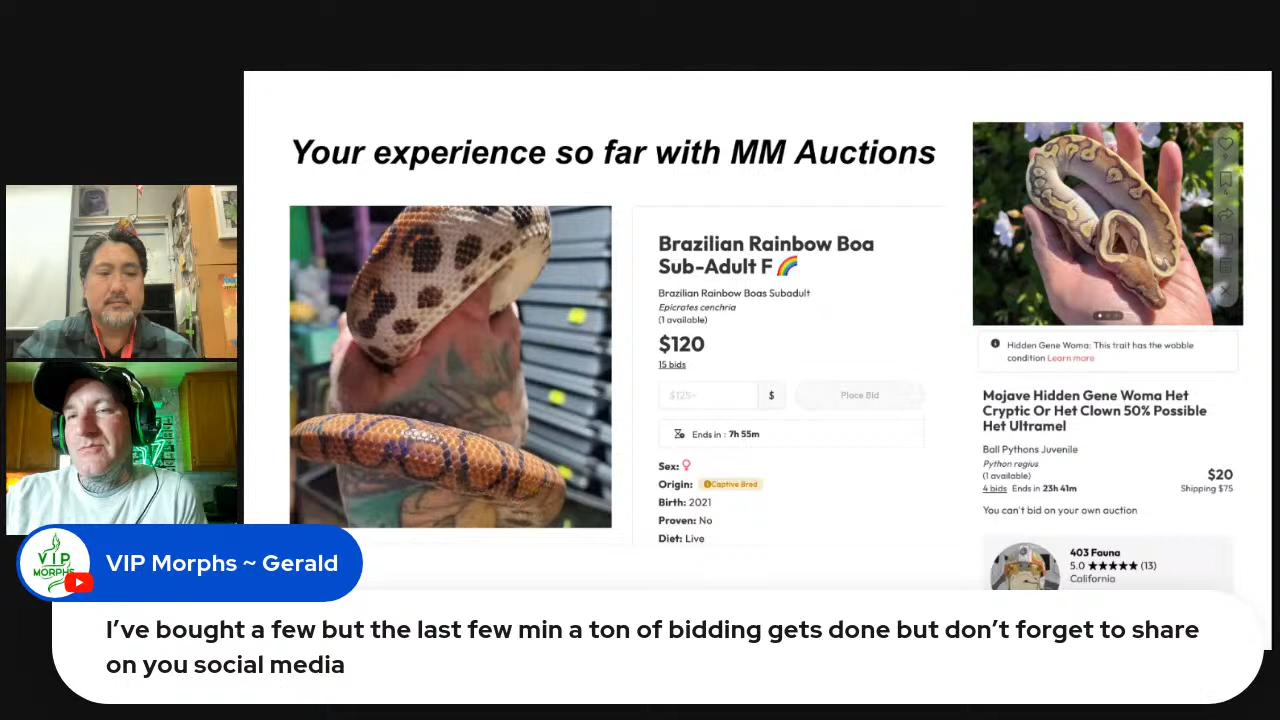 Your experience so far with MM Auctions
Brazilian Rainbow Boa
Sub-Adult F 🌈
Brazilian Rainbow Boas Subadult
Epicrates cenchria
(1 available)
$120
15 bids
$125+
$
Place Bid
Ends in : 7h 55m
Sex: ♀
Origin: Captive Bred
Birth: 2021
Proven: No
Diet: Live
Hidden Gene Woma: This trait has the wobble
condition Learn more
Mojave Hidden Gene Woma Het
Cryptic Or Het Clown 50% Possible
Het Ultramel
Ball Pythons Juvenile
Python regius
(1 available)
$20
4 bids Ends in 23h 41m
Shipping $75
You can't bid on your own auction
403 Fauna
5.0 ★★★★★ (13)
California
VIP
MORPHS
VIP Morphs ~ Gerald
I’ve bought a few but the last few min a ton of bidding gets done but don’t forget to share
on you social media